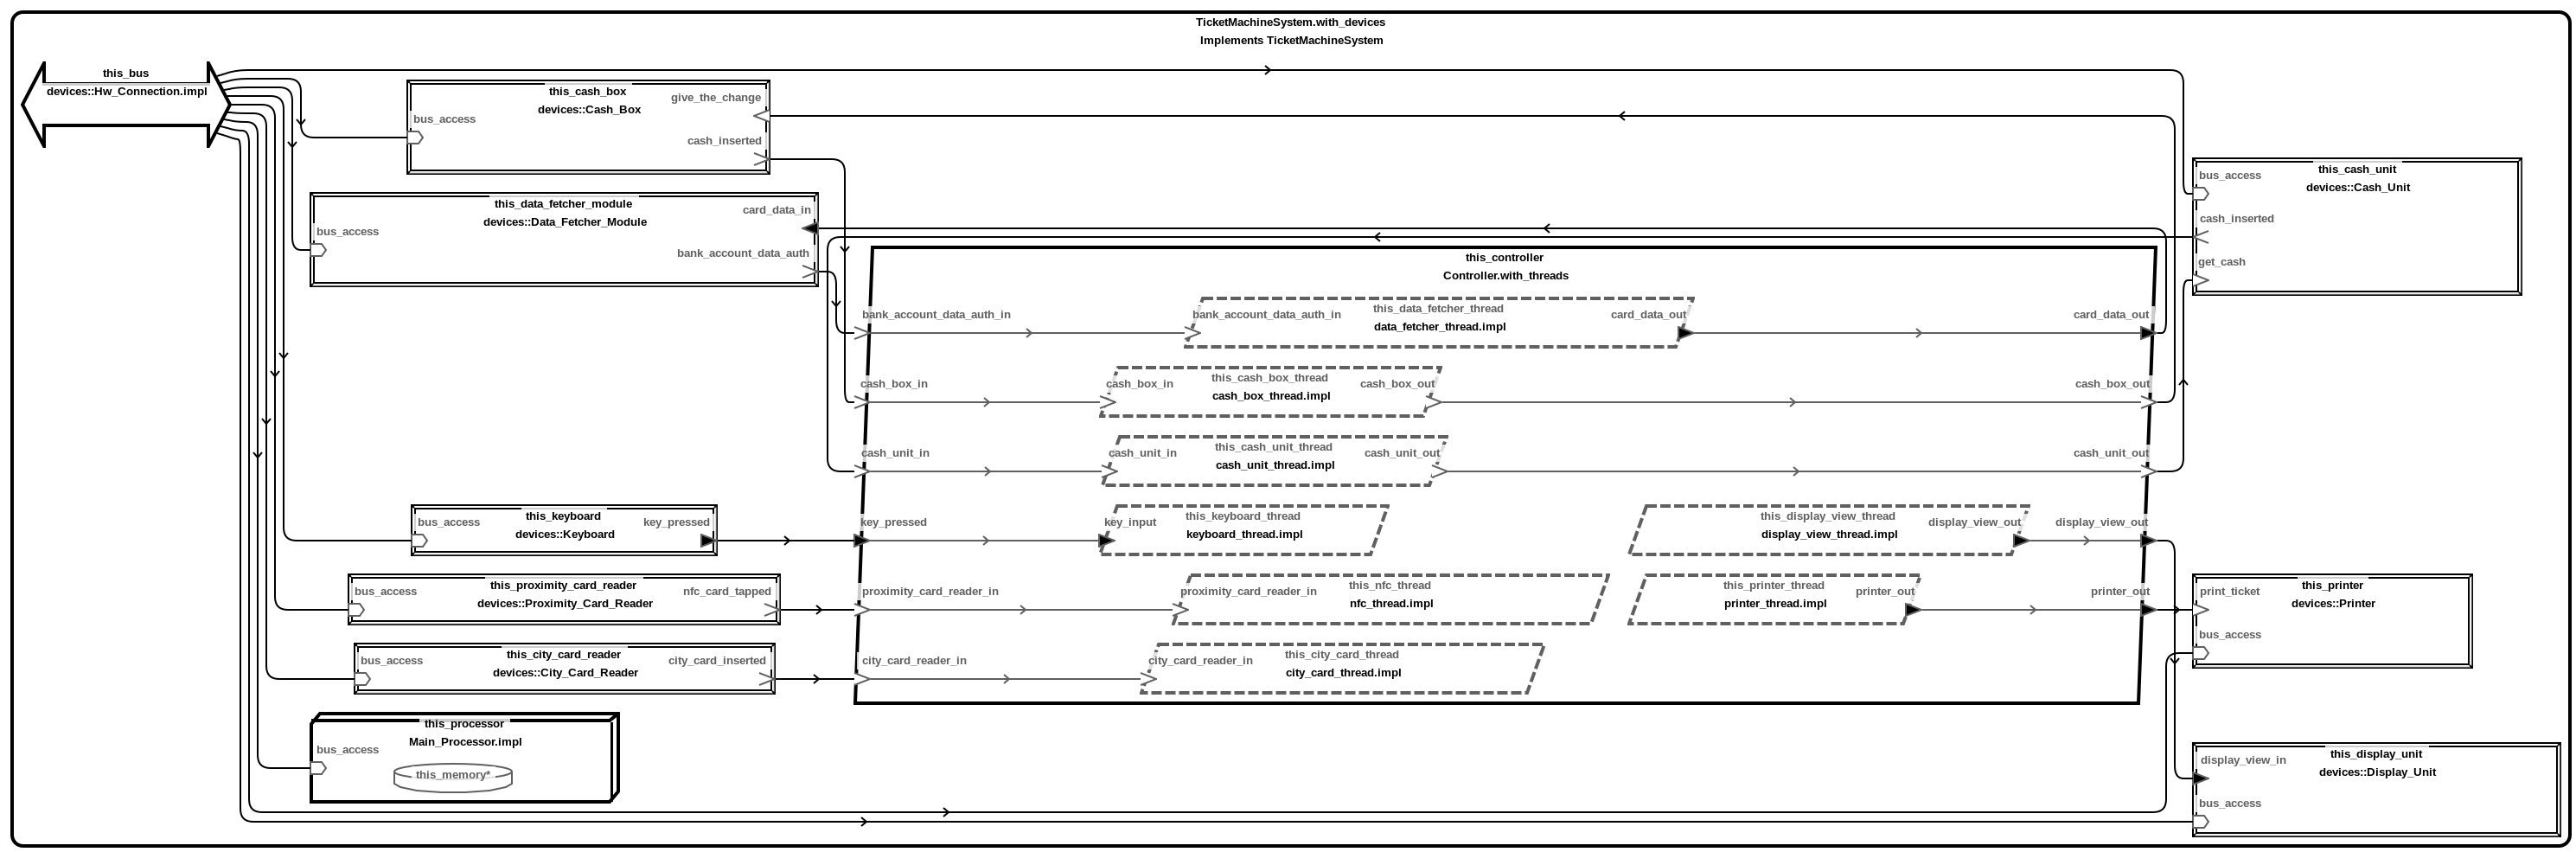 TicketMachineSystem.with_devices
Implements TicketMachineSystem
this_bus
devices::Hw_Connection.impl
this_cash_box
devices::Cash_Box
bus_access
give_the_change
cash_inserted
this_data_fetcher_module
devices::Data_Fetcher_Module
bus_access
card_data_in
bank_account_data_auth
this_cash_unit
devices::Cash_Unit
bus_access
cash_inserted
get_cash
this_controller
Controller.with_threads
bank_account_data_auth_in
bank_account_data_auth_in
this_data_fetcher_thread
data_fetcher_thread.impl
card_data_out
card_data_out
cash_box_in
cash_box_in
this_cash_box_thread
cash_box_thread.impl
cash_box_out
cash_box_out
cash_unit_in
cash_unit_in
this_cash_unit_thread
cash_unit_thread.impl
cash_unit_out
cash_unit_out
this_keyboard
devices::Keyboard
bus_access
key_pressed
key_pressed
key_input
this_keyboard_thread
keyboard_thread.impl
this_display_view_thread
display_view_thread.impl
display_view_out
display_view_out
this_proximity_card_reader
devices::Proximity_Card_Reader
bus_access
nfc_card_tapped
proximity_card_reader_in
proximity_card_reader_in
this_nfc_thread
nfc_thread.impl
this_printer_thread
printer_thread.impl
printer_out
printer_out
this_printer
devices::Printer
print_ticket
bus_access
this_city_card_reader
devices::City_Card_Reader
bus_access
city_card_inserted
city_card_reader_in
city_card_reader_in
this_city_card_thread
city_card_thread.impl
this_processor
Main_Processor.impl
bus_access
this_memory*
this_display_unit
devices::Display_Unit
display_view_in
bus_access